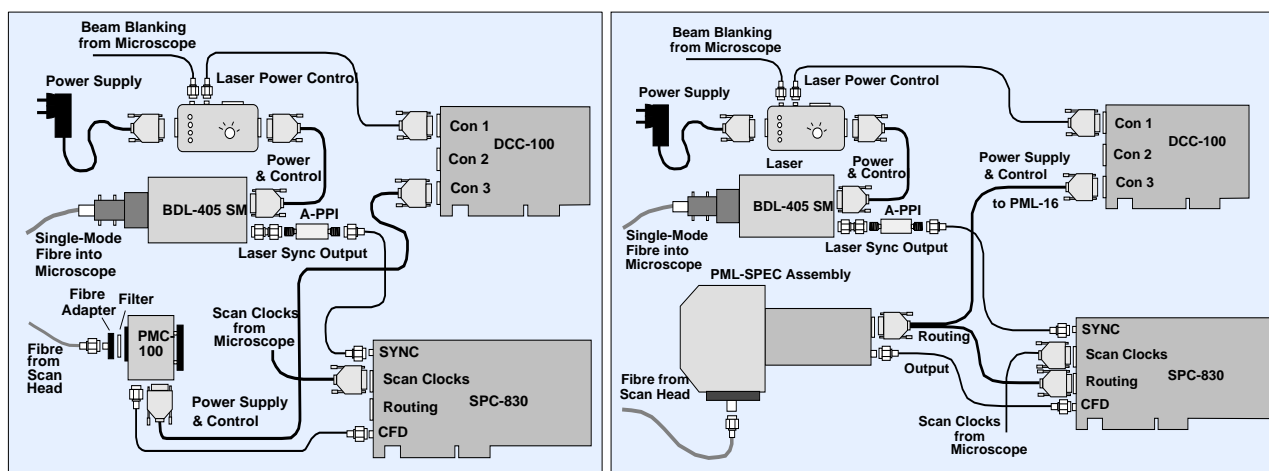 Beam Blanking
from Microscope
Power Supply
Laser Power Control
Con 1
DCC-100
Con 2
Con 3
Power
& Control
BDL-405 SM
A-PPI
Single-Mode
Fibre into
Microscope
Laser Sync Output
Fibre
Adapter
Filter
PMC-
100
Scan Clocks
from
Microscope
Fibre
from
Scan
Head
SYNC
Scan Clocks
SPC-830
Routing
Power Supply
& Control
CFD
Beam Blanking
from Microscope
Power Supply
Laser Power Control
Con 1
DCC-100
Con 2
Con 3
Laser
Power
& Control
Power Supply
& Control
to PML-16
BDL-405 SM
A-PPI
Single-Mode
Fibre into
Microscope
Laser Sync Output
PML-SPEC Assembly
SYNC
Routing
Scan Clocks
SPC-830
Output
Routing
Fibre from
Scan Head
CFD
Scan Clocks
from
Microscope